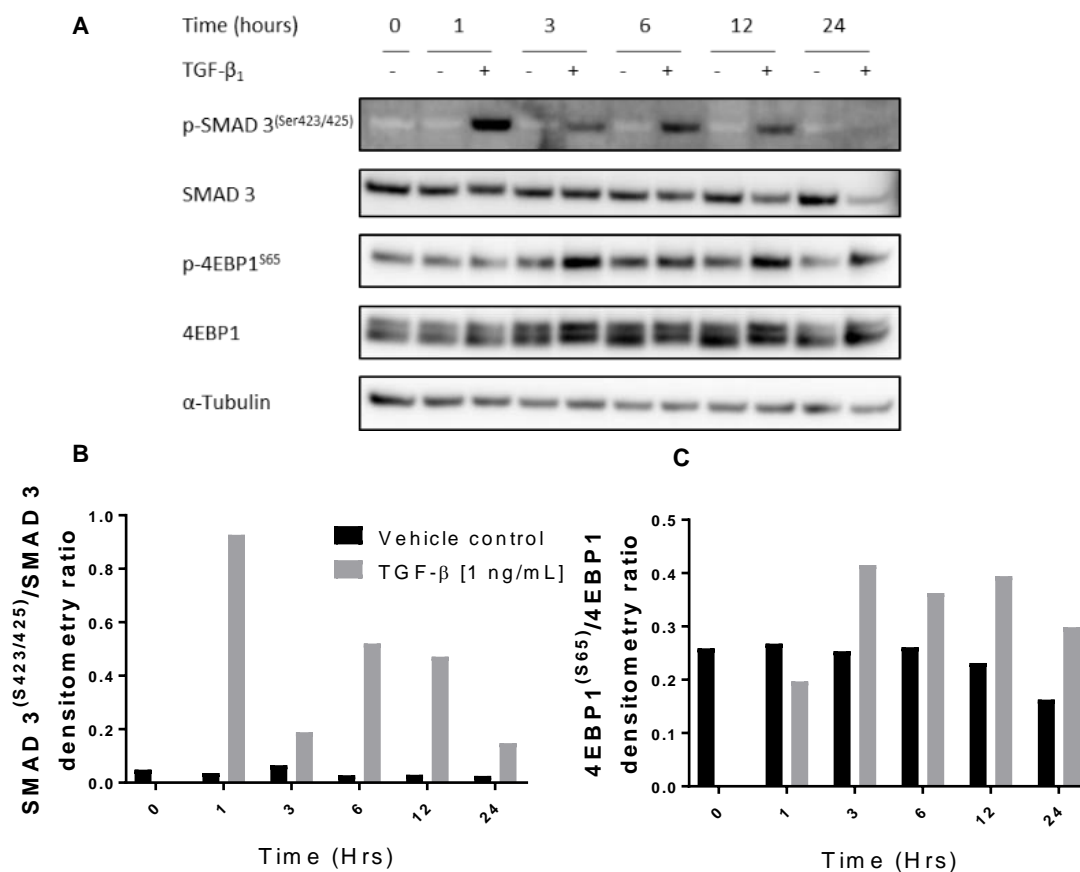 A
Time (hours) 0 1 3 6 12 24
TGF-β₁ - - + - + - + - + - +
p-SMAD 3(Ser423/425)
SMAD 3
p-4EBP1S65
4EBP1
α-Tubulin
B
SMAD 3(S423/425)/SMAD 3
densitometry ratio
1.0
0.8
0.6
0.4
0.2
0.0
0 1 3 6 12 24
Time (Hrs)
Vehicle control
TGF-β [1 ng/mL]
C
4EBP1(S65)/4EBP1
densitometry ratio
0.5
0.4
0.3
0.2
0.1
0.0
0 1 3 6 12 24
Time (Hrs)